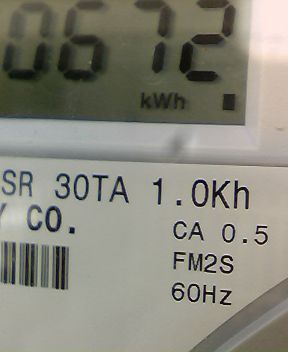 0672
kWh
SR 30TA 1.0Kh
Y CO.
CA 0.5
FM2S
60Hz